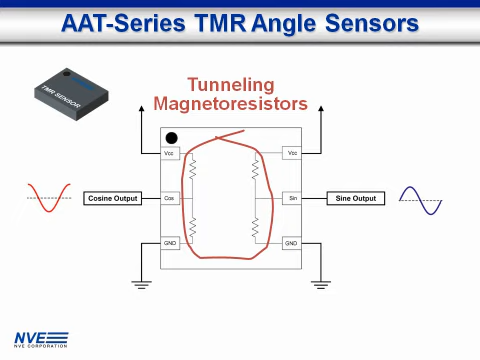 AAT-Series TMR Angle Sensors
TMR SENSOR
Tunneling
Magnetoresistors
Vcc
Vcc
Cosine Output
Cos
Sin
Sine Output
GND
GND
NVE
NVE CORPORATION